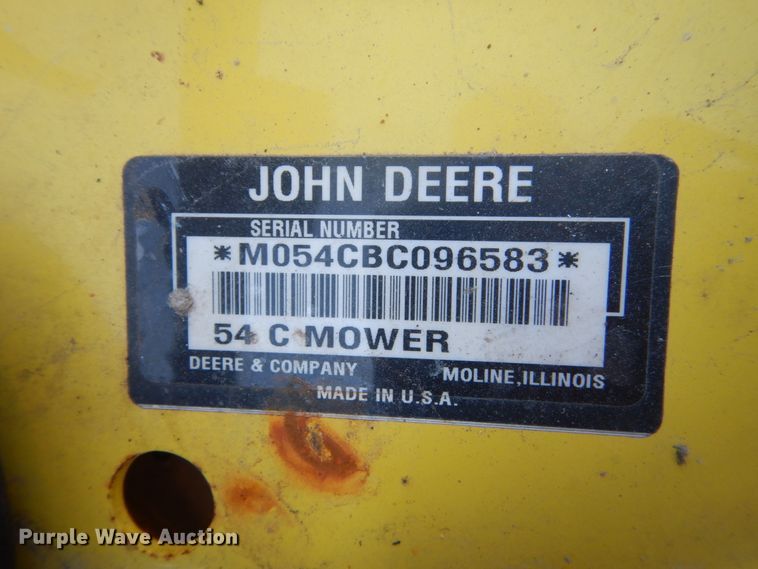 JOHN DEERE
SERIAL NUMBER
*M054CBC096583*
54 C MOWER
DEERE & COMPANY MOLINE, ILLINOIS
MADE IN U.S.A.
Purple Wave Auction